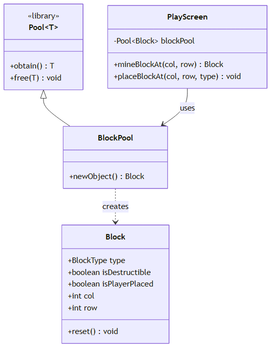 «library»
Pool<T>
+obtain() : T
+free(T) : void
PlayScreen
-Pool<Block> blockPool
+mineBlockAt(col, row) : Block
+placeBlockAt(col, row, type) : void
uses
BlockPool
+newObject() : Block
creates
Block
+BlockType type
+boolean isDestructible
+boolean isPlayerPlaced
+int col
+int row
+reset() : void